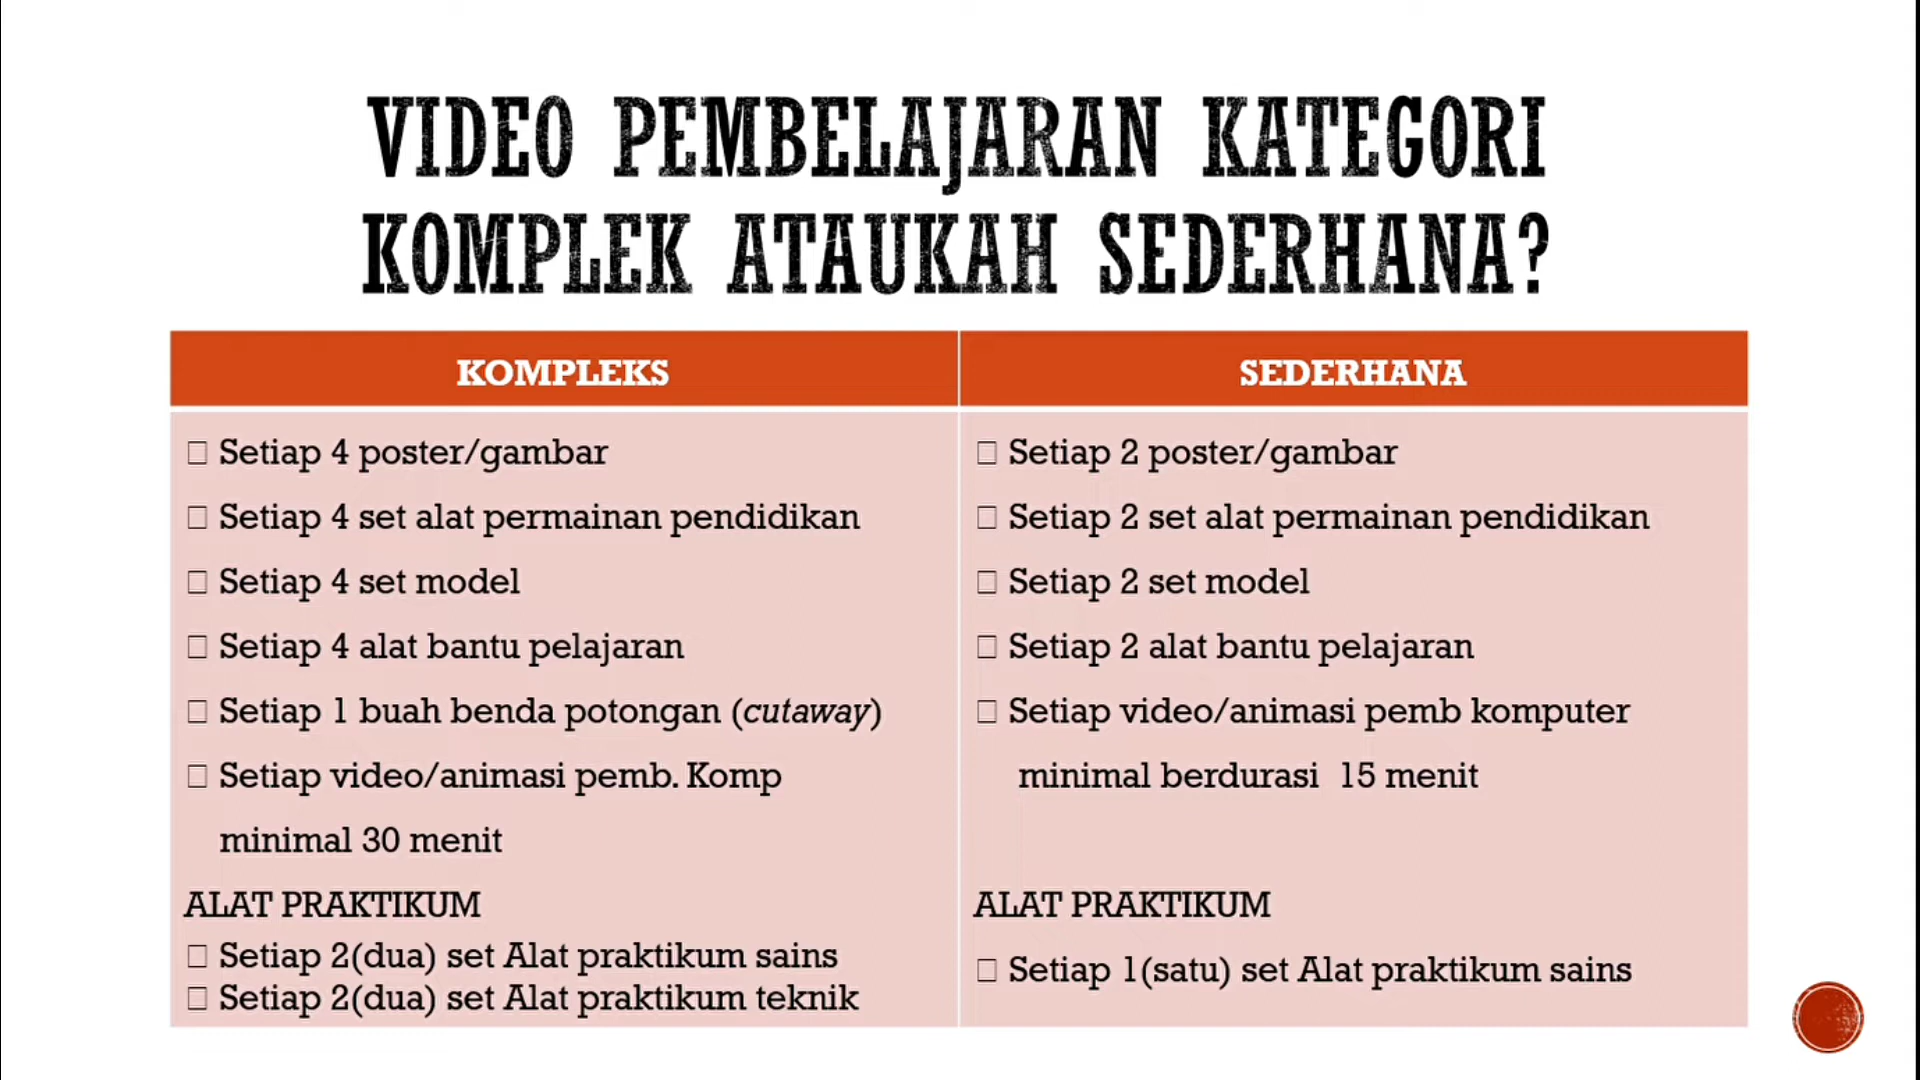 VIDEO PEMBELAJARAN KATEGORI
KOMPLEK ATAUKAH SEDERHANA?
KOMPLEKS
□ Setiap 4 poster/gambar
□ Setiap 4 set alat permainan pendidikan
□ Setiap 4 set model
□ Setiap 4 alat bantu pelajaran
□ Setiap 1 buah benda potongan (cutaway)
□ Setiap video/animasi pemb. Komp
minimal 30 menit
ALAT PRAKTIKUM
□ Setiap 2(dua) set Alat praktikum sains
□ Setiap 2(dua) set Alat praktikum teknik
SEDERHANA
□ Setiap 2 poster/gambar
□ Setiap 2 set alat permainan pendidikan
□ Setiap 2 set model
□ Setiap 2 alat bantu pelajaran
□ Setiap video/animasi pemb komputer
minimal berdurasi 15 menit
ALAT PRAKTIKUM
□ Setiap 1(satu) set Alat praktikum sains